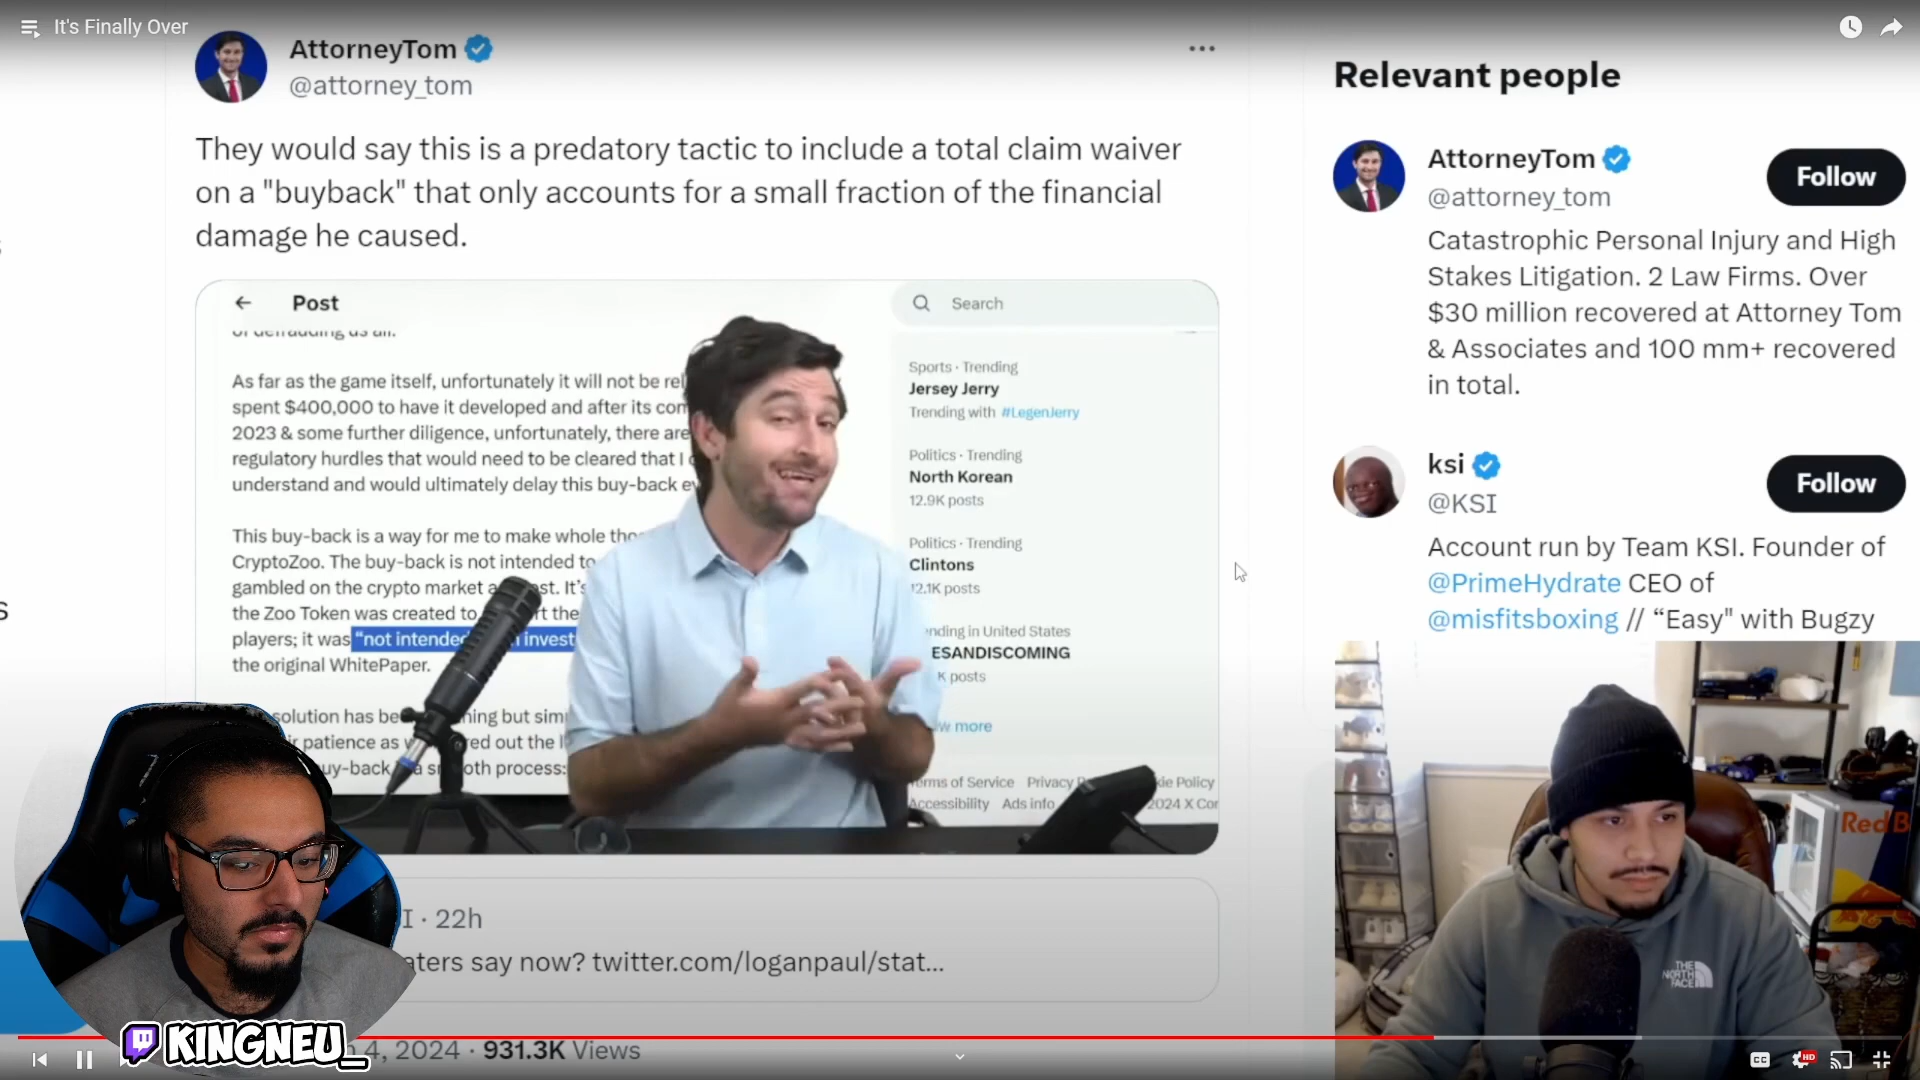 It's Finally Over
AttorneyTom
@attorney_tom
They would say this is a predatory tactic to include a total claim waiver
on a "buyback" that only accounts for a small fraction of the financial
damage he caused.
Post
of defrauding us all.
As far as the game itself, unfortunately it will not be rel
spent $400,000 to have it developed and after its com
2023 & some further diligence, unfortunately, there are
regulatory hurdles that would need to be cleared that I
understand and would ultimately delay this buy-back e
This buy-back is a way for me to make whole tho
CryptoZoo. The buy-back is not intended to
gambled on the crypto market a st. It's
the Zoo Token was created to rt the
players; it was "not intended invest
the original WhitePaper.
solution has be hing but sim
ir patience as w red out the l
uy-back a sm oth process:
Search
Sports · Trending
Jersey Jerry
Trending with #LegenJerry
Politics · Trending
North Korean
12.9K posts
Politics · Trending
Clintons
12.1K posts
nding in United States
ESANDISCOMING
K posts
w more
Terms of Service Privacy P kie Policy
Accessibility Ads info 2024 X Cor
I · 22h
aters say now? twitter.com/loganpaul/stat...
4, 2024 · 931.3K Views
Relevant people
AttorneyTom
@attorney_tom
Follow
Catastrophic Personal Injury and High
Stakes Litigation. 2 Law Firms. Over
$30 million recovered at Attorney Tom
& Associates and 100 mm+ recovered
in total.
ksi
@KSI
Follow
Account run by Team KSI. Founder of
@PrimeHydrate CEO of
@misfitsboxing // “Easy" with Bugzy
S
Red B
THE
NORTH
FACE
KINGNEU_
CC
HD